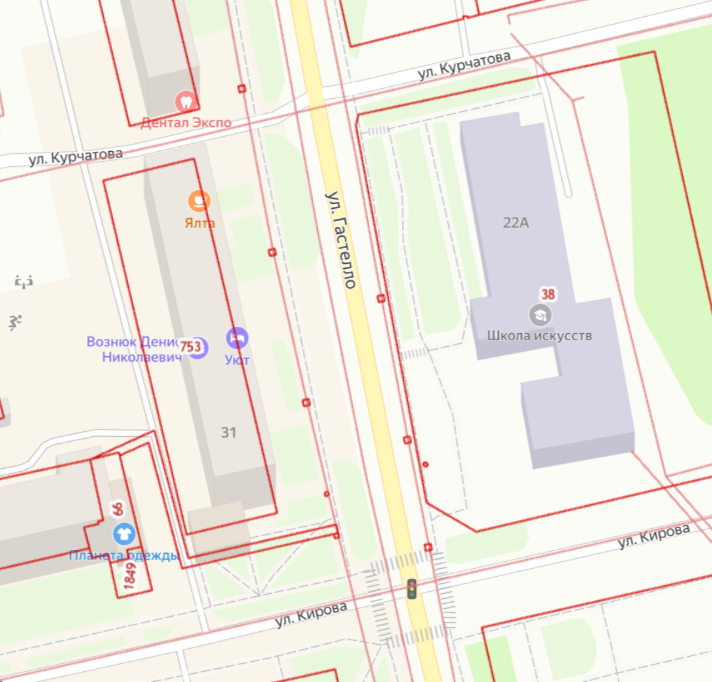 ул. Курчатова
Дентал Экспо
ул. Курчатова
Ялта
ул. Гастелло
22А
38
Школа искусств
Вознюк Денис
Николаевич
753
Уют
31
66
Планета одежды
1849
ул. Кирова
ул. Кирова